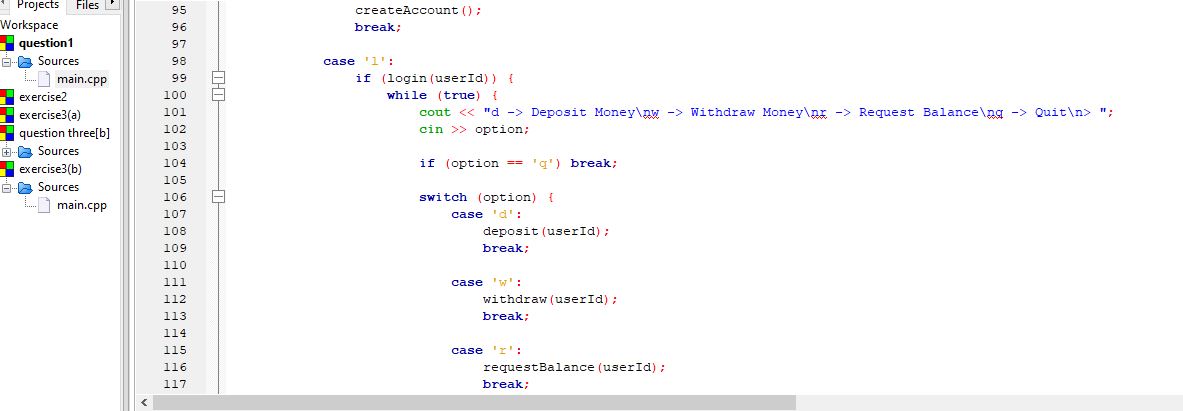 Projects Files
Workspace
question1
Sources
main.cpp
exercise2
exercise3(a)
question three[b]
Sources
exercise3(b)
Sources
main.cpp
95 createAccount();
96 break;
97
98 case 'l':
99 if (login(userId)) {
100 while (true) {
101 cout << "d -> Deposit Money\nw -> Withdraw Money\nr -> Request Balance\nq -> Quit\n> ";
102 cin >> option;
103
104 if (option == 'q') break;
105
106 switch (option) {
107 case 'd':
108 deposit(userId);
109 break;
110
111 case 'w':
112 withdraw(userId);
113 break;
114
115 case 'r':
116 requestBalance(userId);
117 break;